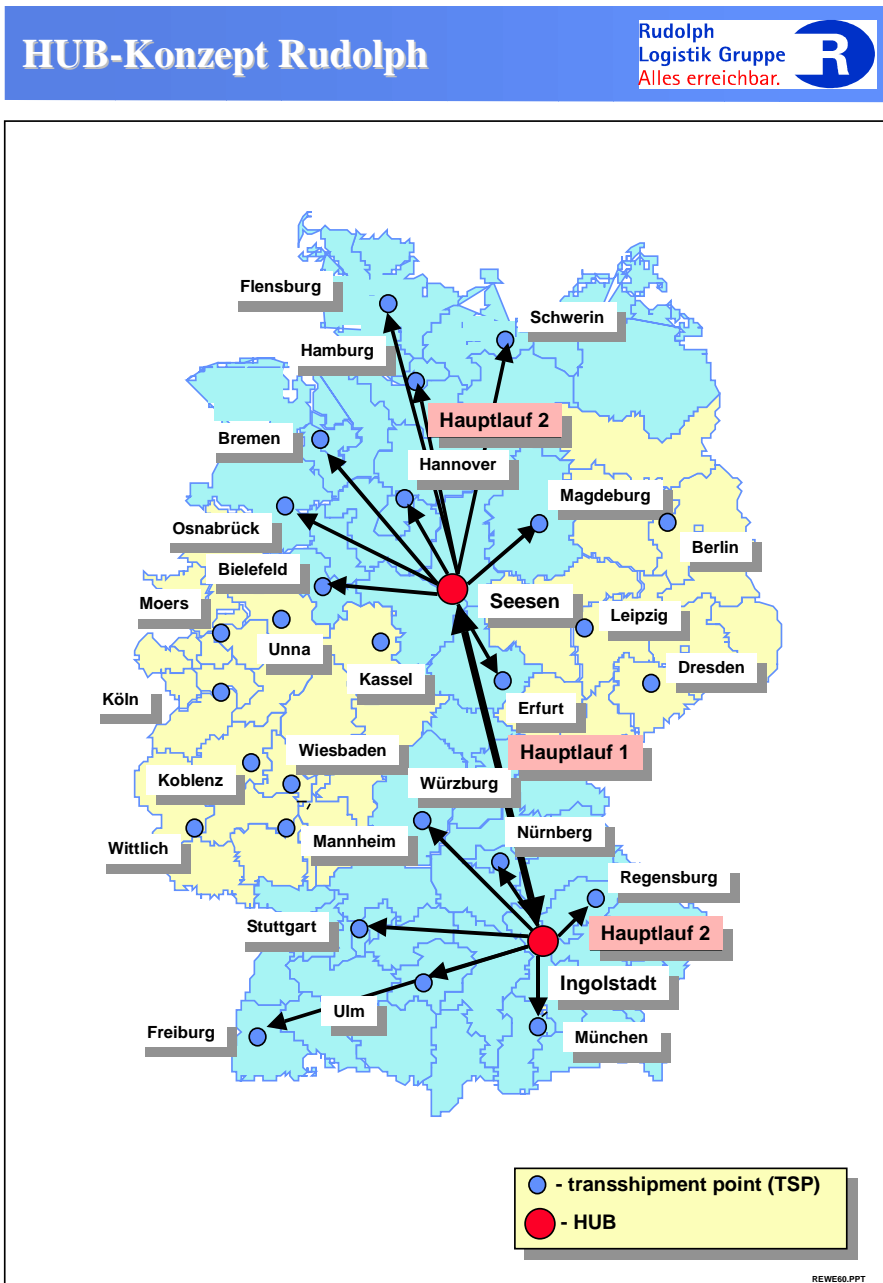 HUB-Konzept Rudolph
Rudolph
Logistik Gruppe
Alles erreichbar.
R
Flensburg
Schwerin
Hamburg
Hauptlauf 2
Bremen
Hannover
Magdeburg
Osnabrück
Berlin
Bielefeld
Moers
Seesen
Leipzig
Unna
Kassel
Dresden
Köln
Erfurt
Wiesbaden
Hauptlauf 1
Koblenz
Würzburg
Wittlich
Mannheim
Nürnberg
Regensburg
Stuttgart
Hauptlauf 2
Ingolstadt
Ulm
Freiburg
München
- transshipment point (TSP)
- HUB
REWE60.PPT